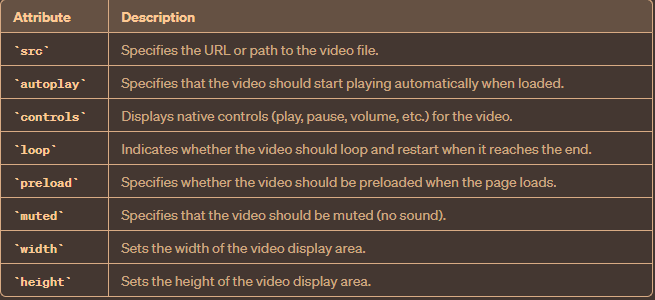 Attribute Description
`src` Specifies the URL or path to the video file.
`autoplay` Specifies that the video should start playing automatically when loaded.
`controls` Displays native controls (play, pause, volume, etc.) for the video.
`loop` Indicates whether the video should loop and restart when it reaches the end.
`preload` Specifies whether the video should be preloaded when the page loads.
`muted` Specifies that the video should be muted (no sound).
`width` Sets the width of the video display area.
`height` Sets the height of the video display area.